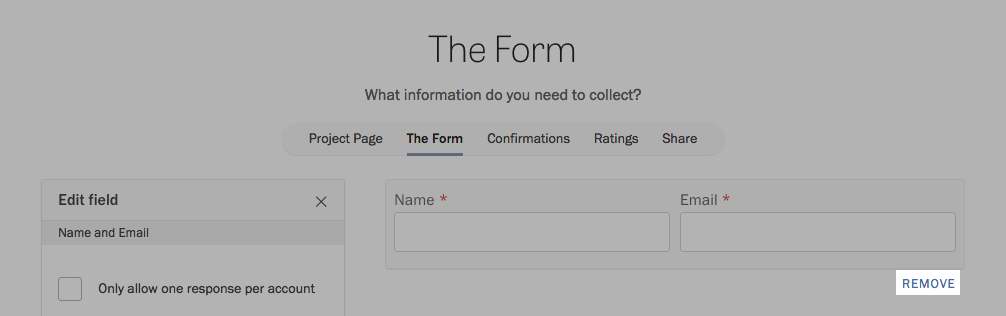 The Form
What information do you need to collect?
Project Page The Form Confirmations Ratings Share
Edit field
Name and Email
Only allow one response per account
Name * Email *
REMOVE